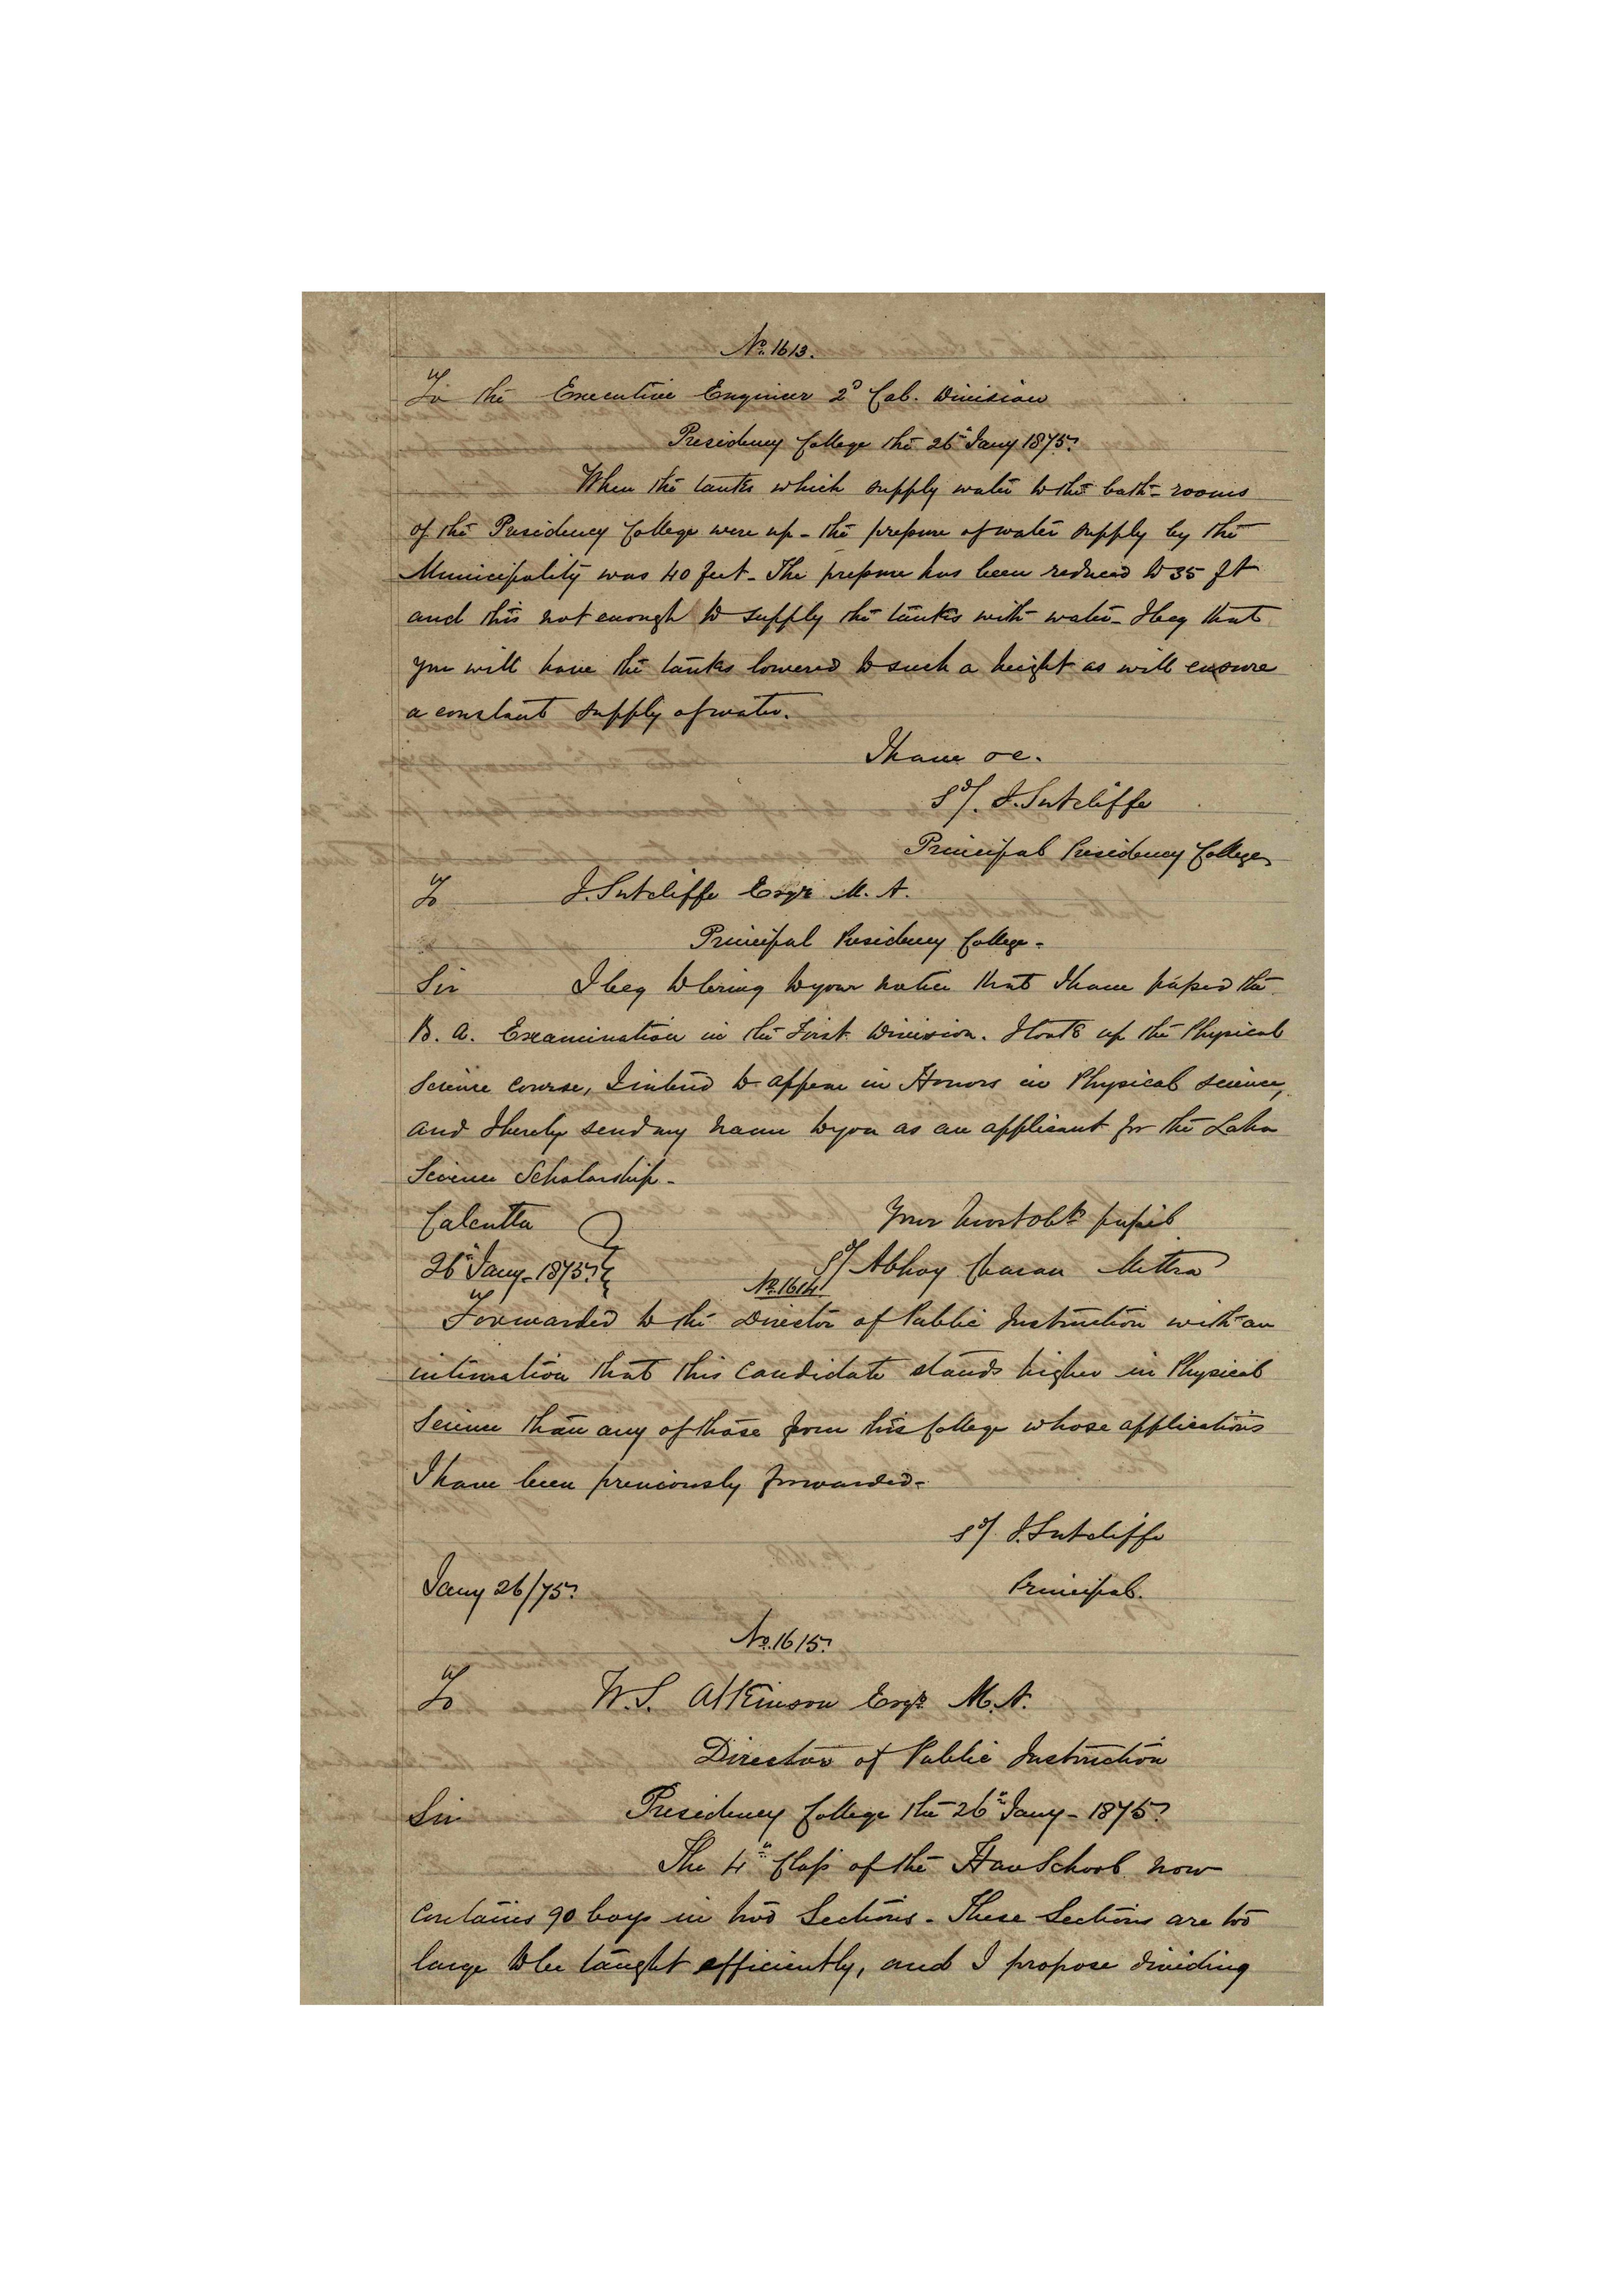 No. 1613.
To the Executive Engineer 2d Cal. Division
Presidency College the 26th Jany 1875.
When the tanks which supply water to the bath-rooms
of the Presidency College were up - the pressure of water supply by the
Municipality was 40 feet - The pressure has been reduced to 35 ft
and this not enough to supply the tanks with water - I beg that
you will have the tanks lowered to such a height as will ensure
a constant supply of water.
I have &c.
Sd/. J. Sutcliffe
Principal Presidency College
To J. Sutcliffe Esqr. M. A.
Principal Presidency College -
Sir I beg to bring to your notice that I have passed the
B. A. Examination in the First Division. I took up the Physical
Science Course, I intend to appear in Honors in Physical Science,
and I hereby send my name to you as an applicant for the Laha
Science Scholarship -
Calcutta Your most obt. pupil
26th Jany - 1875. Sd/ Abhoy Charan Mittra
No. 1614
Forwarded to the Director of Public Instruction with an
intimation that this candidate stands higher in Physical
Science than any of those from this College whose applications
I have been previously forwarded -
Sd/. J. Sutcliffe
Jany 26/75. Principal.
No. 1615.
To W. S. Atkinson Esqr. M. A.
Director of Public Instruction
Sir Presidency College the 26th Jany - 1875.
The 4th Class of the Hare School now
contains 90 boys in two Sections - These Sections are too
large to be taught efficiently, and I propose dividing